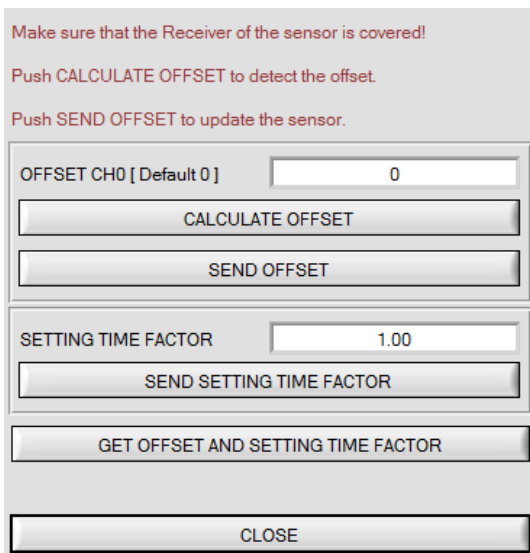 Make sure that the Receiver of the sensor is covered!
Push CALCULATE OFFSET to detect the offset.
Push SEND OFFSET to update the sensor.
OFFSET CH0 [ Default 0 ] 0
CALCULATE OFFSET
SEND OFFSET
SETTING TIME FACTOR 1.00
SEND SETTING TIME FACTOR
GET OFFSET AND SETTING TIME FACTOR
CLOSE